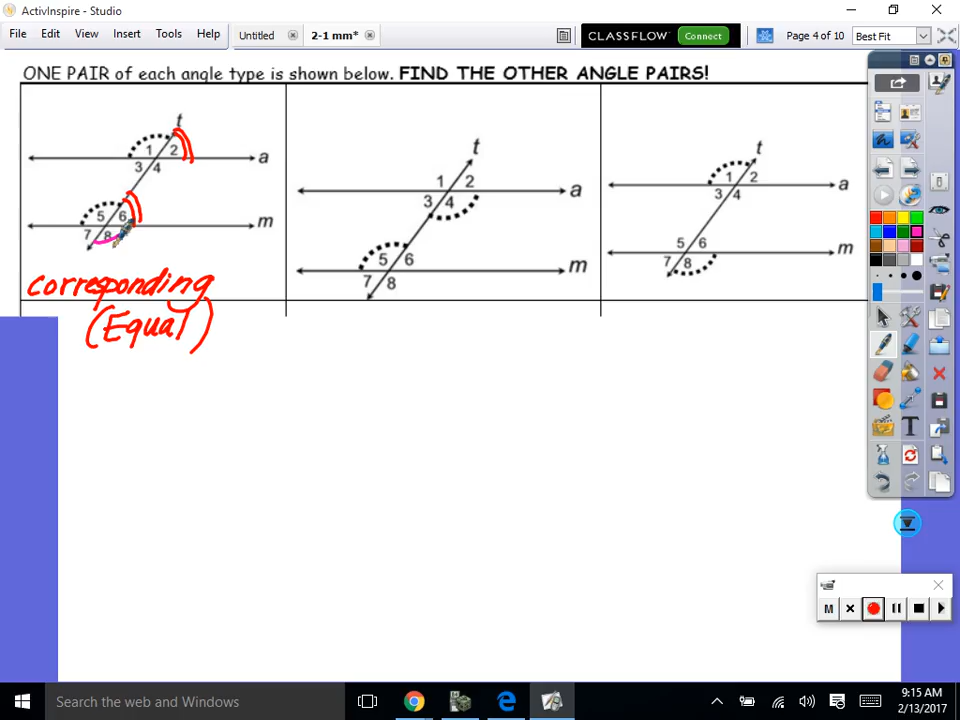 ActivInspire - Studio
File Edit View Insert Tools Help Untitled 2-1 mm* CLASSFLOW Connect Page 4 of 10 Best Fit
ONE PAIR of each angle type is shown below. FIND THE OTHER ANGLE PAIRS!
t
1 2 a
3 4
5 6
m
7 8
corresponding
(Equal)
t
1 2
a
3 4
5 6
m
7 8
t
1 2
a
3 4
5 6
m
7 8
T
M
Search the web and Windows
9:15 AM
2/13/2017